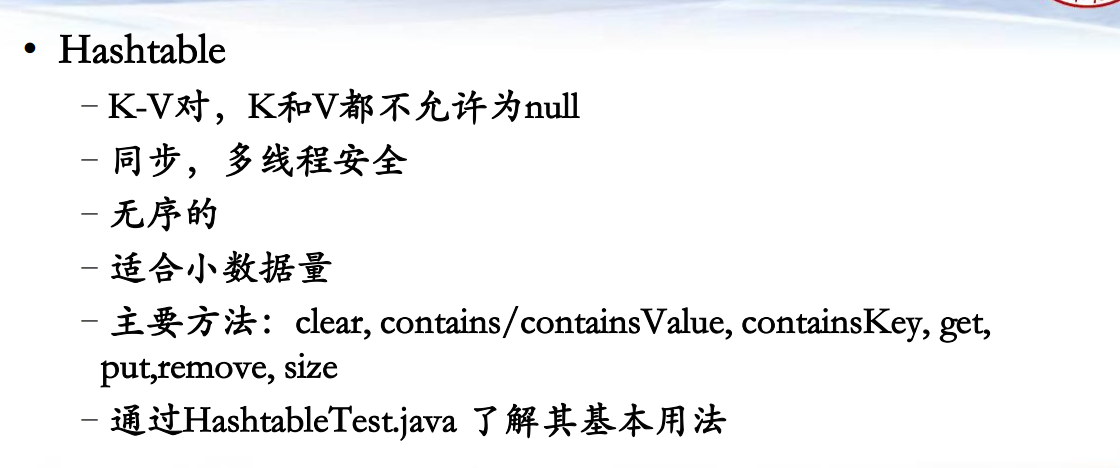 • Hashtable
– K-V对，K和V都不允许为null
– 同步，多线程安全
– 无序的
– 适合小数据量
– 主要方法：clear, contains/containsValue, containsKey, get,
put,remove, size
– 通过HashtableTest.java 了解其基本用法